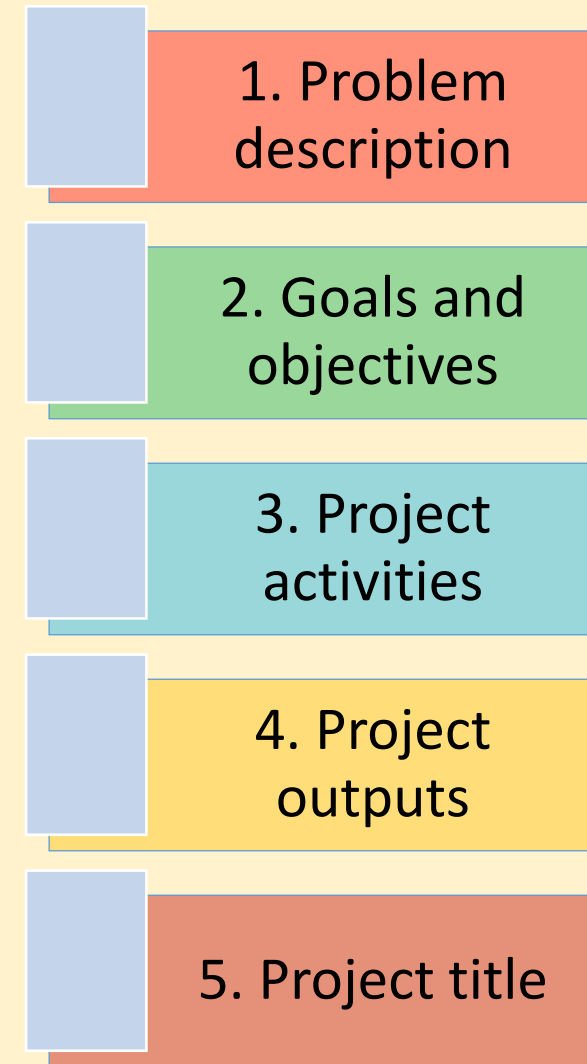 1. Problem
description
2. Goals and
objectives
3. Project
activities
4. Project
outputs
5. Project title